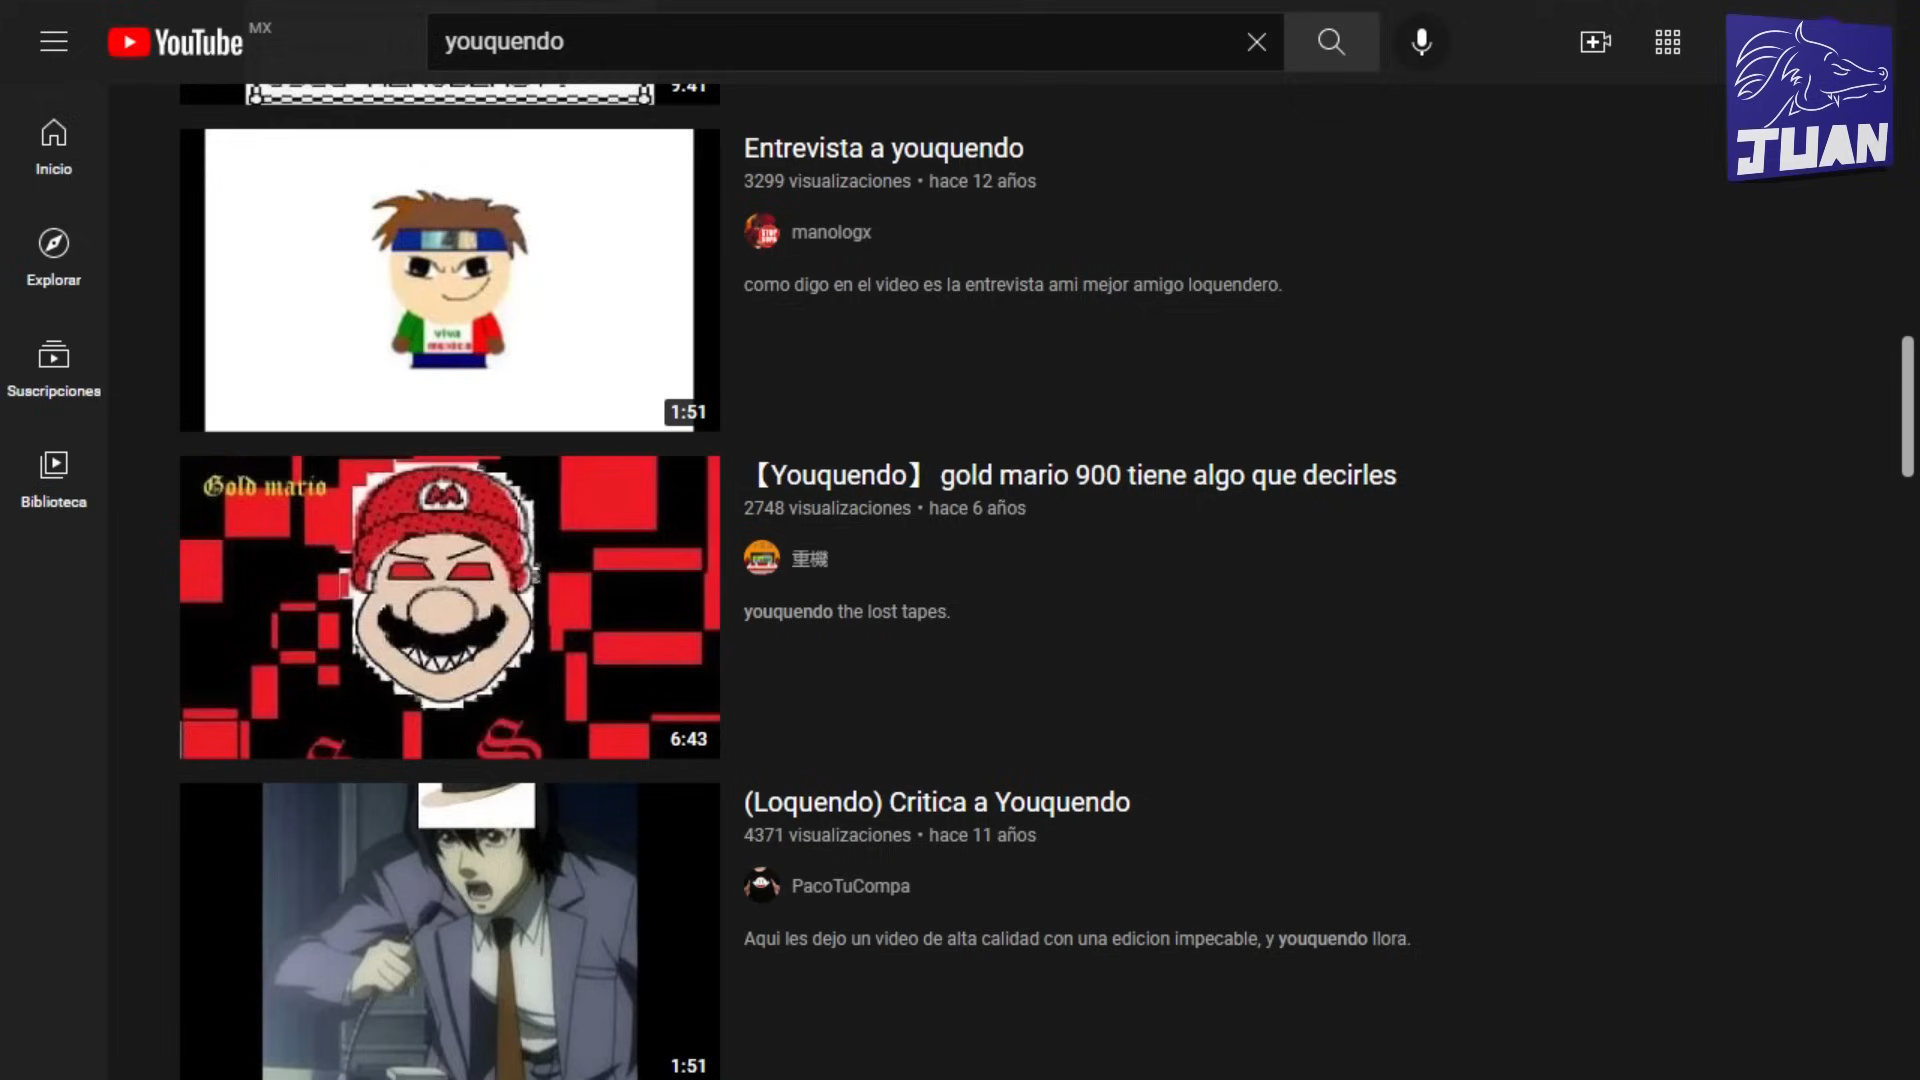 YouTube MX
youquendo
JUAN
9:41
Inicio
Explorar
Suscripciones
Biblioteca
Entrevista a youquendo
3299 visualizaciones • hace 12 años
manologx
como digo en el video es la entrevista ami mejor amigo loquendero.
viva
mexico
1:51
Gold mario
M
S
S
6:43
【Youquendo】 gold mario 900 tiene algo que decirles
2748 visualizaciones • hace 6 años
重機
youquendo the lost tapes.
(Loquendo) Critica a Youquendo
4371 visualizaciones • hace 11 años
PacoTuCompa
Aqui les dejo un video de alta calidad con una edicion impecable, y youquendo llora.
1:51